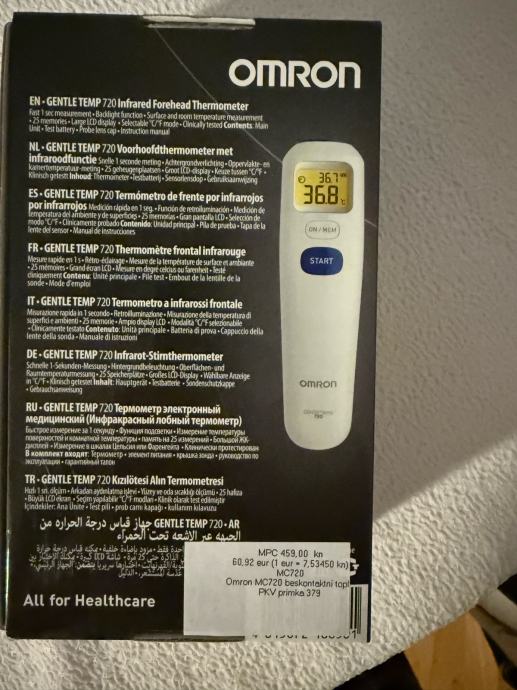 OMRON
EN • GENTLE TEMP 720 Infrared Forehead Thermometer
Fast 1 sec measurement • Backlight function • Surface and room temperature measurement
• 25 memories • Large LCD display • Selectable °C/°F mode • Clinically tested Contents: Main
Unit • Test battery • Probe lens cap • Instruction manual
NL • GENTLE TEMP 720 Voorhoofdthermometer met
infraroodfunctie Snelle 1 seconde meting • Achtergrondverlichting • Oppervlakte- en
kamertemperatuur-meting • 25 geheugenplaatsen • Groot LCD-display • Keuze tussen °C/°F •
Klinisch getest Inhoud: Thermometer • Testbatterij • Sensorlensdop • Gebruiksaanwijzing
ES • GENTLE TEMP 720 Termómetro de frente por infrarrojos
por infrarrojos Medición rápida en 1 seg. • Función de retroiluminación • Medición de
temperatura del ambiente y de superficies • 25 memorias • Gran pantalla LCD • Selección de
modo °C/°F • Clínicamente probado Contenido: Unidad principal • Pila de prueba • Tapa de la
lente del sensor • Manual de instrucciones
FR • GENTLE TEMP 720 Thermomètre frontal infrarouge
Mesure rapide en 1 s • Rétro-éclairage • Mesure de la température de surface et ambiante
• 25 mémoires • Grand écran LCD • Mesure en degré celcius ou farenheit • Testé
cliniquement Contenu: Unité principale • Pile test • Embout de la lentille de la
sonde • Mode d'emploi
IT • GENTLE TEMP 720 Termometro a infrarossi frontale
Misurazione rapida in 1 secondo • Retroilluminazione • Misurazione della temperatura di
superfici e ambienti • 25 memorie • Ampio display LCD • Modalità °C/°F selezionabile
• Clinicamente testato Contenuto: Unità principale • Batteria di prova • Cappuccio della
lente della sonda • Manuale di istruzioni
DE • GENTLE TEMP 720 Infrarot-Stirnthermometer
Schnelle 1-Sekunden-Messung • Hintergrundbeleuchtung • Oberflächen- und
Raumtemperaturmessung • 25 Speicherplätze • Großes LCD-Display • Wählbare Anzeige
in °C/°F • Klinisch getestet Inhalt: Hauptgerät • Testbatterie • Sondenschutzkappe
• Gebrauchsanweisung
RU • GENTLE TEMP 720 Термометр электронный
медицинский (Инфракрасный лобный термометр)
Быстрое измерение за 1 секунду • Функция подсветки • Измерение температуры
поверхностей и комнатной температуры • память на 25 измерений • Большой ЖК-
дисплей • Измерение в шкалах Цельсия или Фаренгейта • Клинически протестирован
В комплект входят: Термометр • элемент питания • крышка зонда • руководство по
эксплуатации • гарантийный талон
TR • GENTLE TEMP 720 Kızılötesi Alın Termometresi
Hızlı 1 sn. ölçüm • Arkadan aydınlatma işlevi • Yüzey ve oda sıcaklığı ölçümü • 25 hafıza
• Büyük LCD ekran • Seçim yapılabilir °C/°F modları • Klinik olarak test edilmiştir
İçindekiler: Ana Ünite • Test pili • prob camı kapağı • kullanım kılavuzu
GENTLE TEMP 720 • AR جهاز قياس درجة الحرارة من
الجبهة عبر الأشعة تحت الحمراء
36.7
36.8 °C
ON / MEM
START
OMRON
720
MPC 459,00 kn
60,92 eur (1 eur = 7,53450 kn)
MC720
Omron MC720 beskontaktni topl
PKV primka 379
All for Healthcare